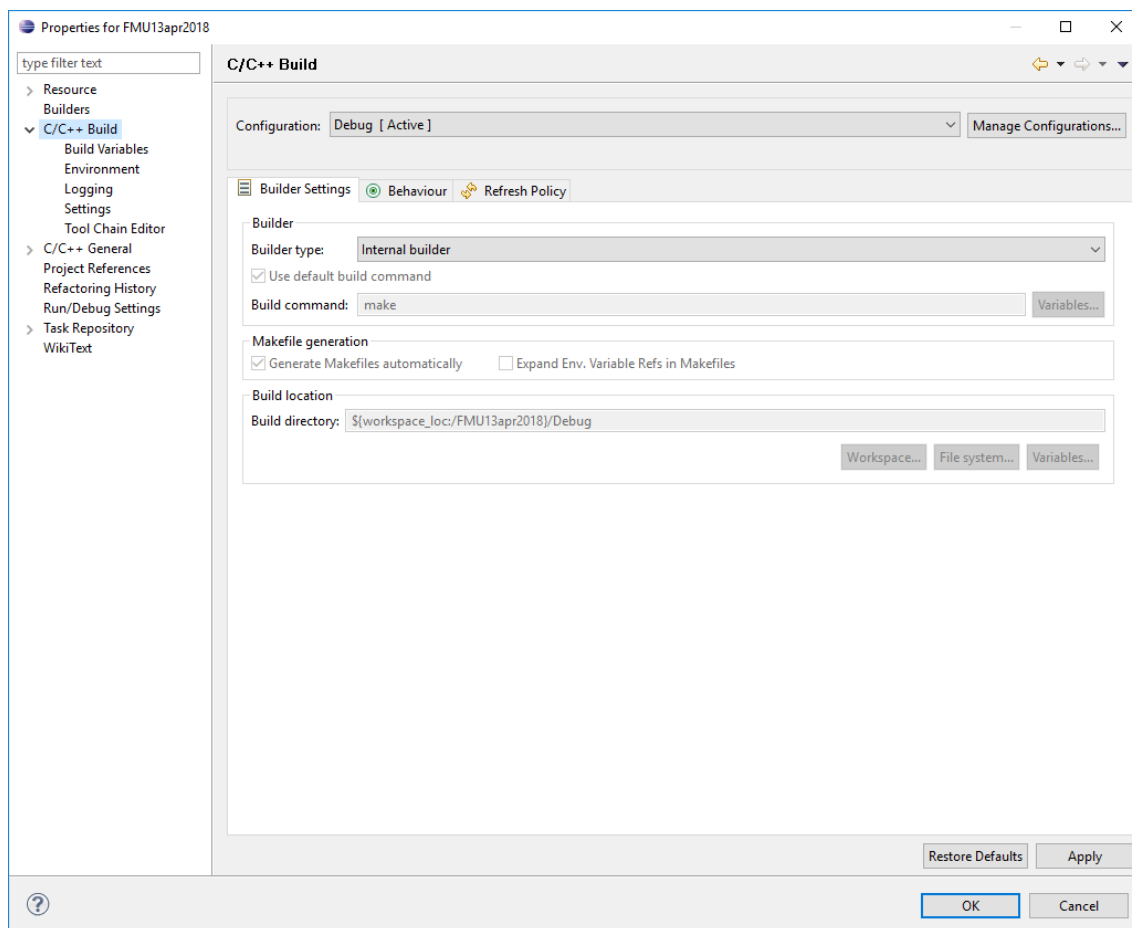 Properties for FMU13apr2018
type filter text
Resource
Builders
C/C++ Build
Build Variables
Environment
Logging
Settings
Tool Chain Editor
C/C++ General
Project References
Refactoring History
Run/Debug Settings
Task Repository
WikiText
C/C++ Build
Configuration: Debug [ Active ] Manage Configurations...
Builder Settings Behaviour Refresh Policy
Builder
Builder type: Internal builder
Use default build command
Build command: make Variables...
Makefile generation
Generate Makefiles automatically Expand Env. Variable Refs in Makefiles
Build location
Build directory: ${workspace_loc:/FMU13apr2018}/Debug
Workspace... File system... Variables...
Restore Defaults Apply
? OK Cancel